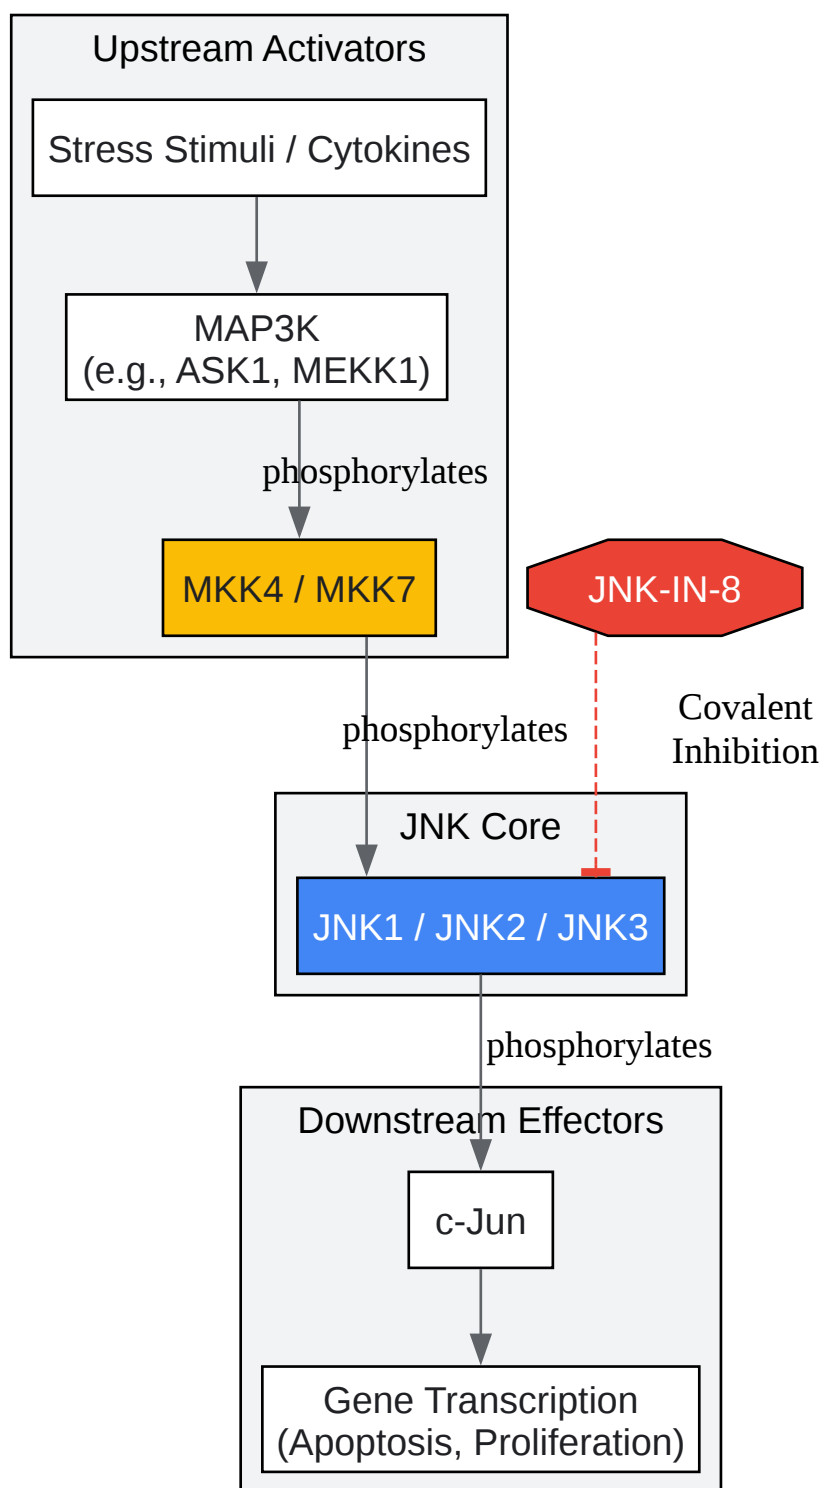 Upstream Activators
Stress Stimuli / Cytokines
MAP3K
(e.g., ASK1, MEKK1)
phosphorylates
MKK4 / MKK7
JNK-IN-8
phosphorylates
Covalent
Inhibition
JNK Core
JNK1 / JNK2 / JNK3
phosphorylates
Downstream Effectors
c-Jun
Gene Transcription
(Apoptosis, Proliferation)